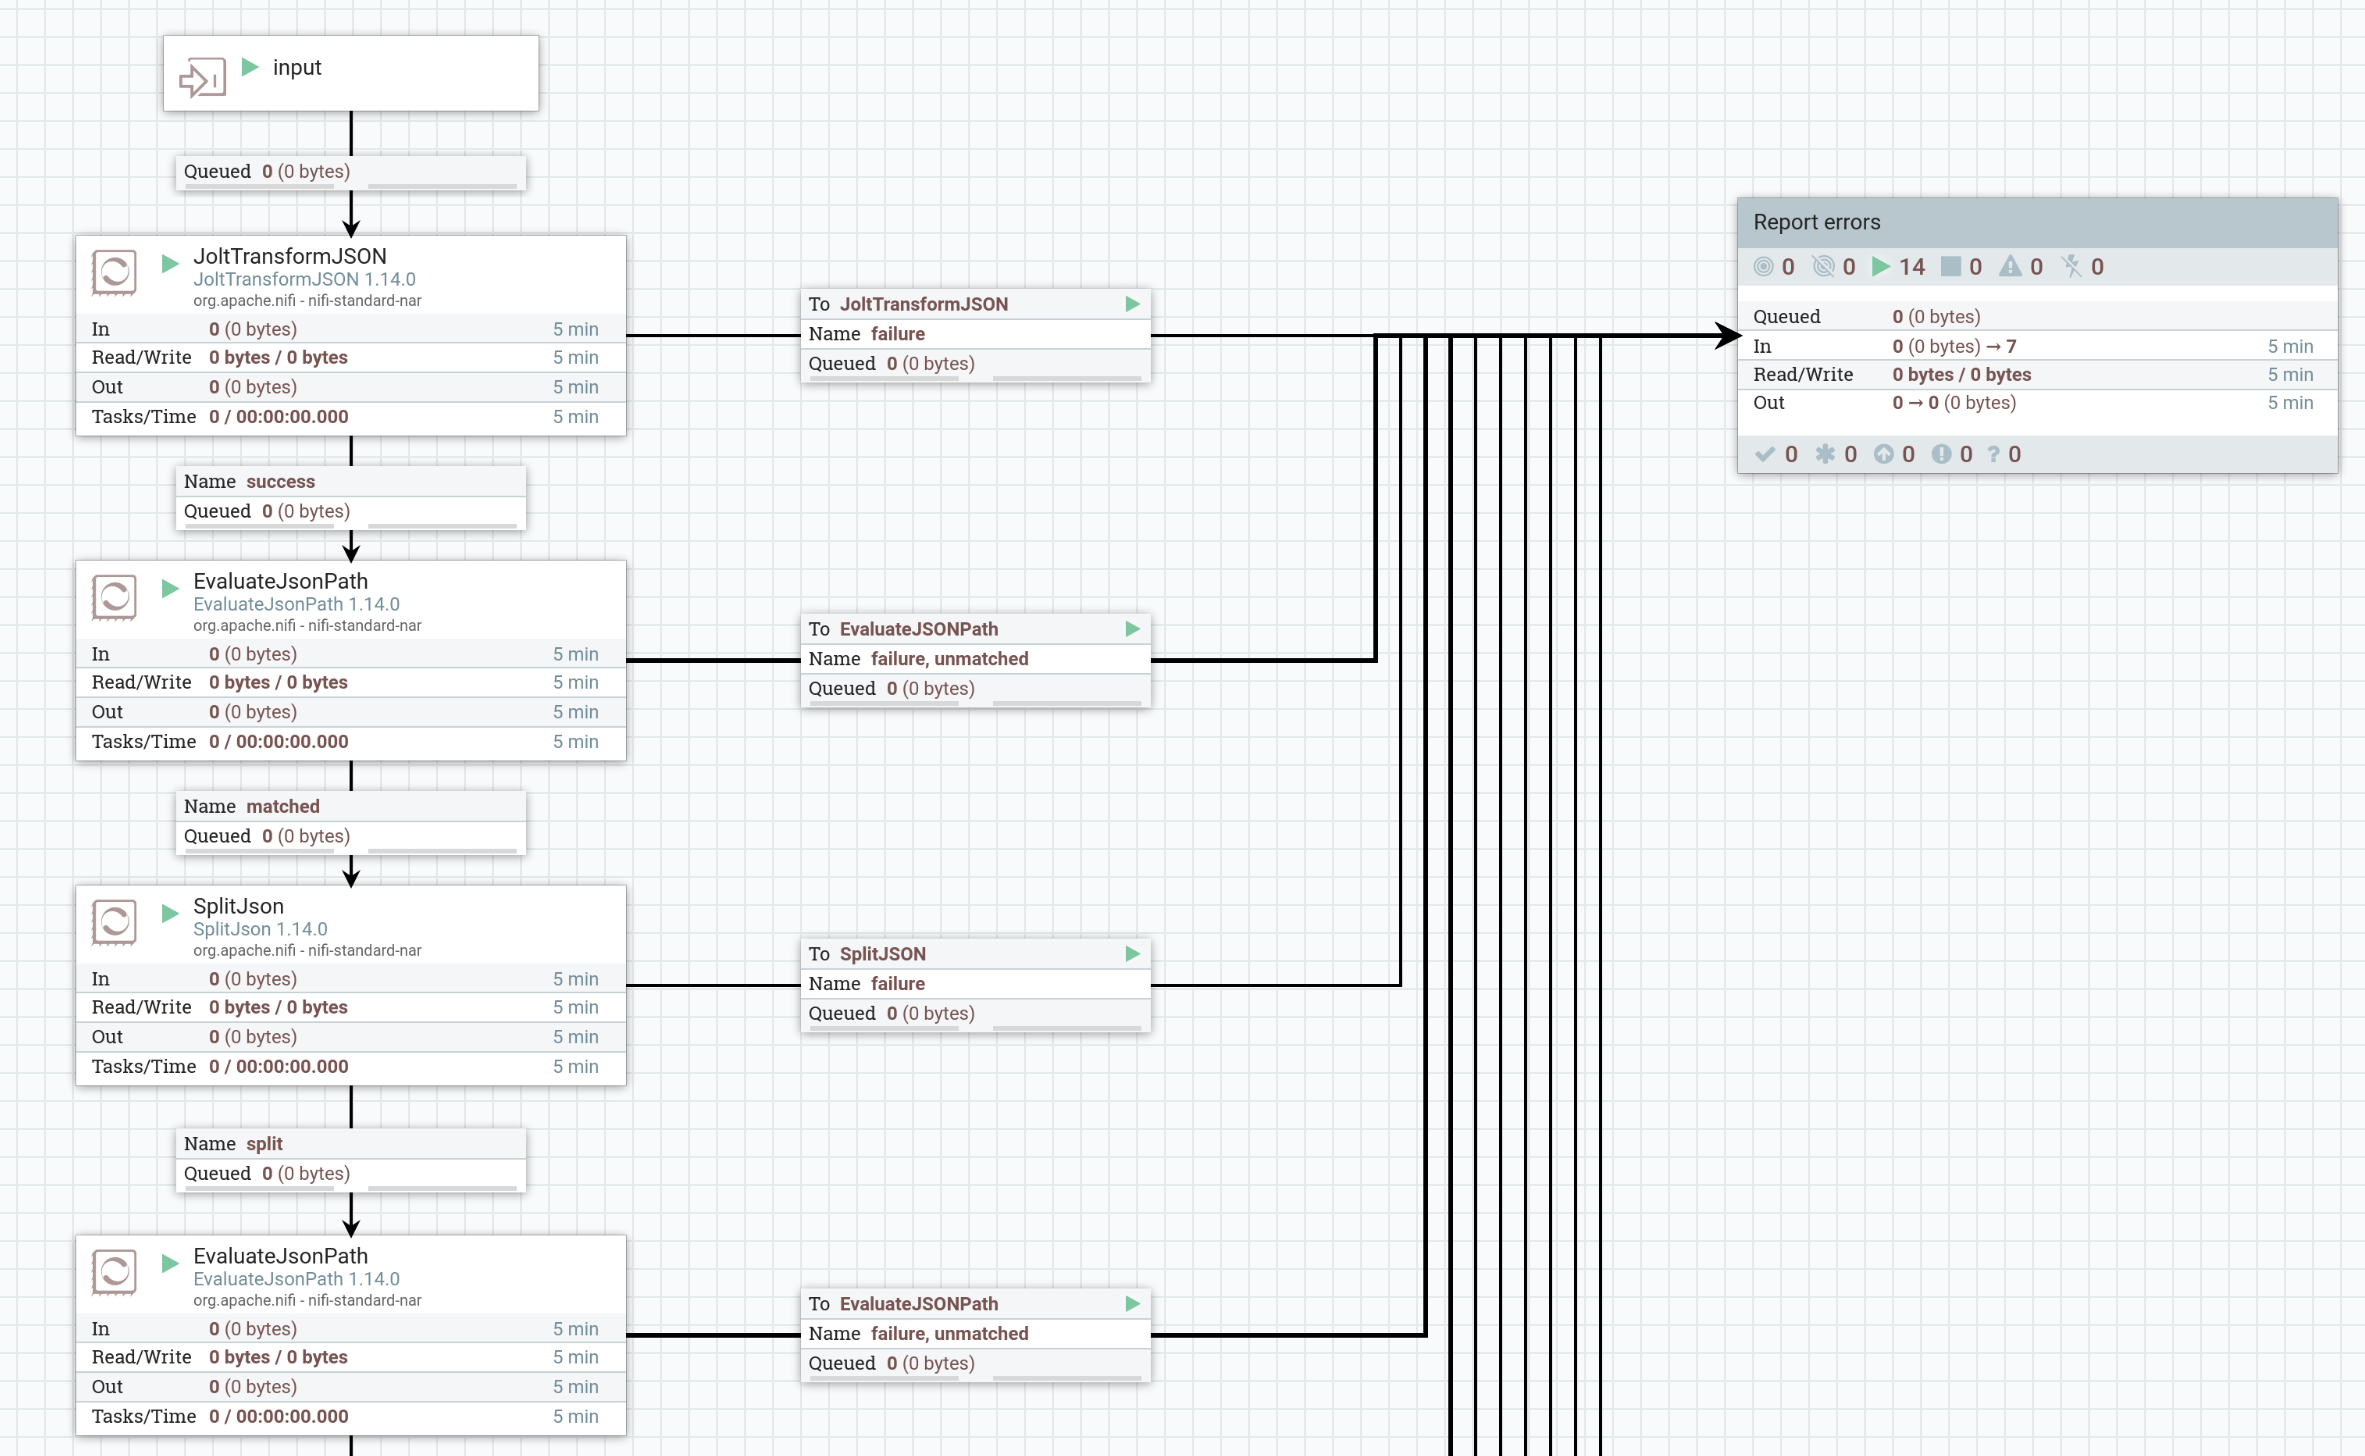 input
Queued 0 (0 bytes)
JoltTransformJSON
JoltTransformJSON 1.14.0
org.apache.nifi - nifi-standard-nar
In 0 (0 bytes) 5 min
Read/Write 0 bytes / 0 bytes 5 min
Out 0 (0 bytes) 5 min
Tasks/Time 0 / 00:00:00.000 5 min
To JoltTransformJSON
Name failure
Queued 0 (0 bytes)
Report errors
0 0 14 0 0 0
Queued 0 (0 bytes)
In 0 (0 bytes) → 7 5 min
Read/Write 0 bytes / 0 bytes 5 min
Out 0 → 0 (0 bytes) 5 min
0 0 0 0 ? 0
Name success
Queued 0 (0 bytes)
EvaluateJsonPath
EvaluateJsonPath 1.14.0
org.apache.nifi - nifi-standard-nar
In 0 (0 bytes) 5 min
Read/Write 0 bytes / 0 bytes 5 min
Out 0 (0 bytes) 5 min
Tasks/Time 0 / 00:00:00.000 5 min
To EvaluateJSONPath
Name failure, unmatched
Queued 0 (0 bytes)
Name matched
Queued 0 (0 bytes)
SplitJson
SplitJson 1.14.0
org.apache.nifi - nifi-standard-nar
In 0 (0 bytes) 5 min
Read/Write 0 bytes / 0 bytes 5 min
Out 0 (0 bytes) 5 min
Tasks/Time 0 / 00:00:00.000 5 min
To SplitJSON
Name failure
Queued 0 (0 bytes)
Name split
Queued 0 (0 bytes)
EvaluateJsonPath
EvaluateJsonPath 1.14.0
org.apache.nifi - nifi-standard-nar
In 0 (0 bytes) 5 min
Read/Write 0 bytes / 0 bytes 5 min
Out 0 (0 bytes) 5 min
Tasks/Time 0 / 00:00:00.000 5 min
To EvaluateJSONPath
Name failure, unmatched
Queued 0 (0 bytes)